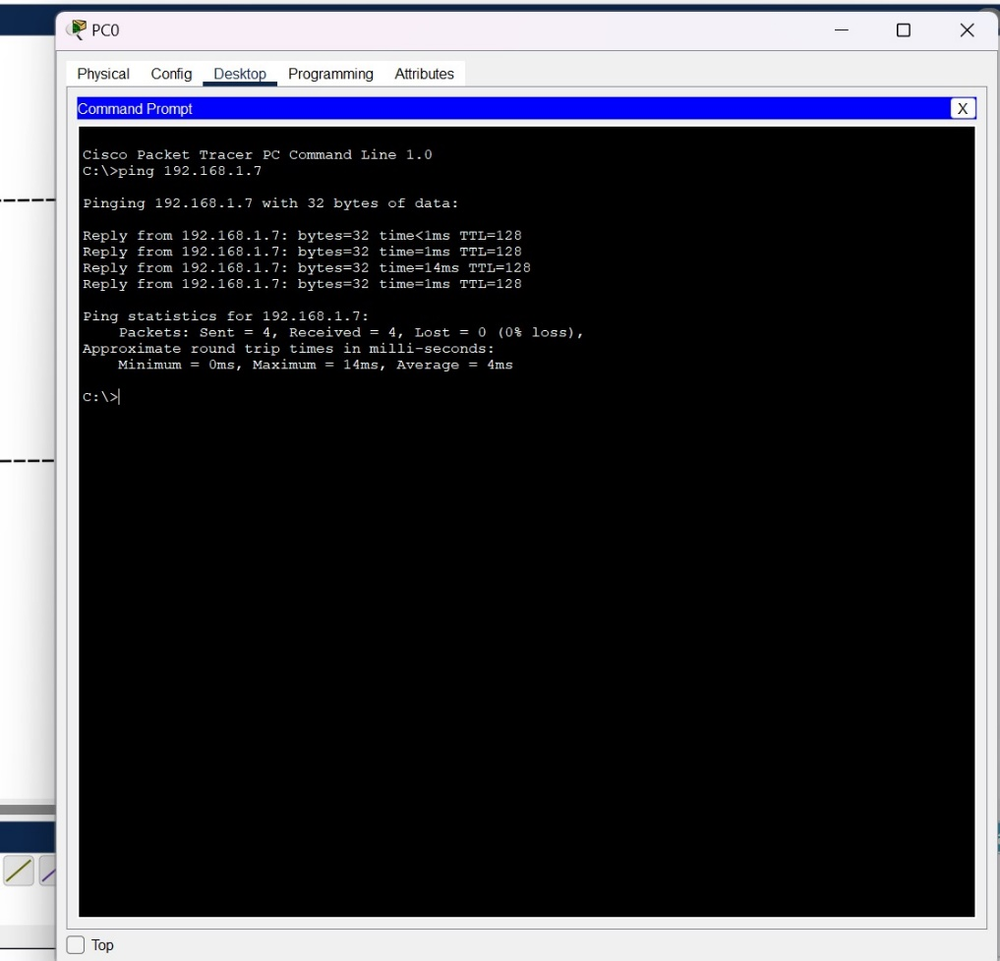 PC0
Physical Config Desktop Programming Attributes
Command Prompt
X
Cisco Packet Tracer PC Command Line 1.0
C:\>ping 192.168.1.7
Pinging 192.168.1.7 with 32 bytes of data:
Reply from 192.168.1.7: bytes=32 time<1ms TTL=128
Reply from 192.168.1.7: bytes=32 time=1ms TTL=128
Reply from 192.168.1.7: bytes=32 time=14ms TTL=128
Reply from 192.168.1.7: bytes=32 time=1ms TTL=128
Ping statistics for 192.168.1.7:
    Packets: Sent = 4, Received = 4, Lost = 0 (0% loss),
Approximate round trip times in milli-seconds:
    Minimum = 0ms, Maximum = 14ms, Average = 4ms
C:\>
Top